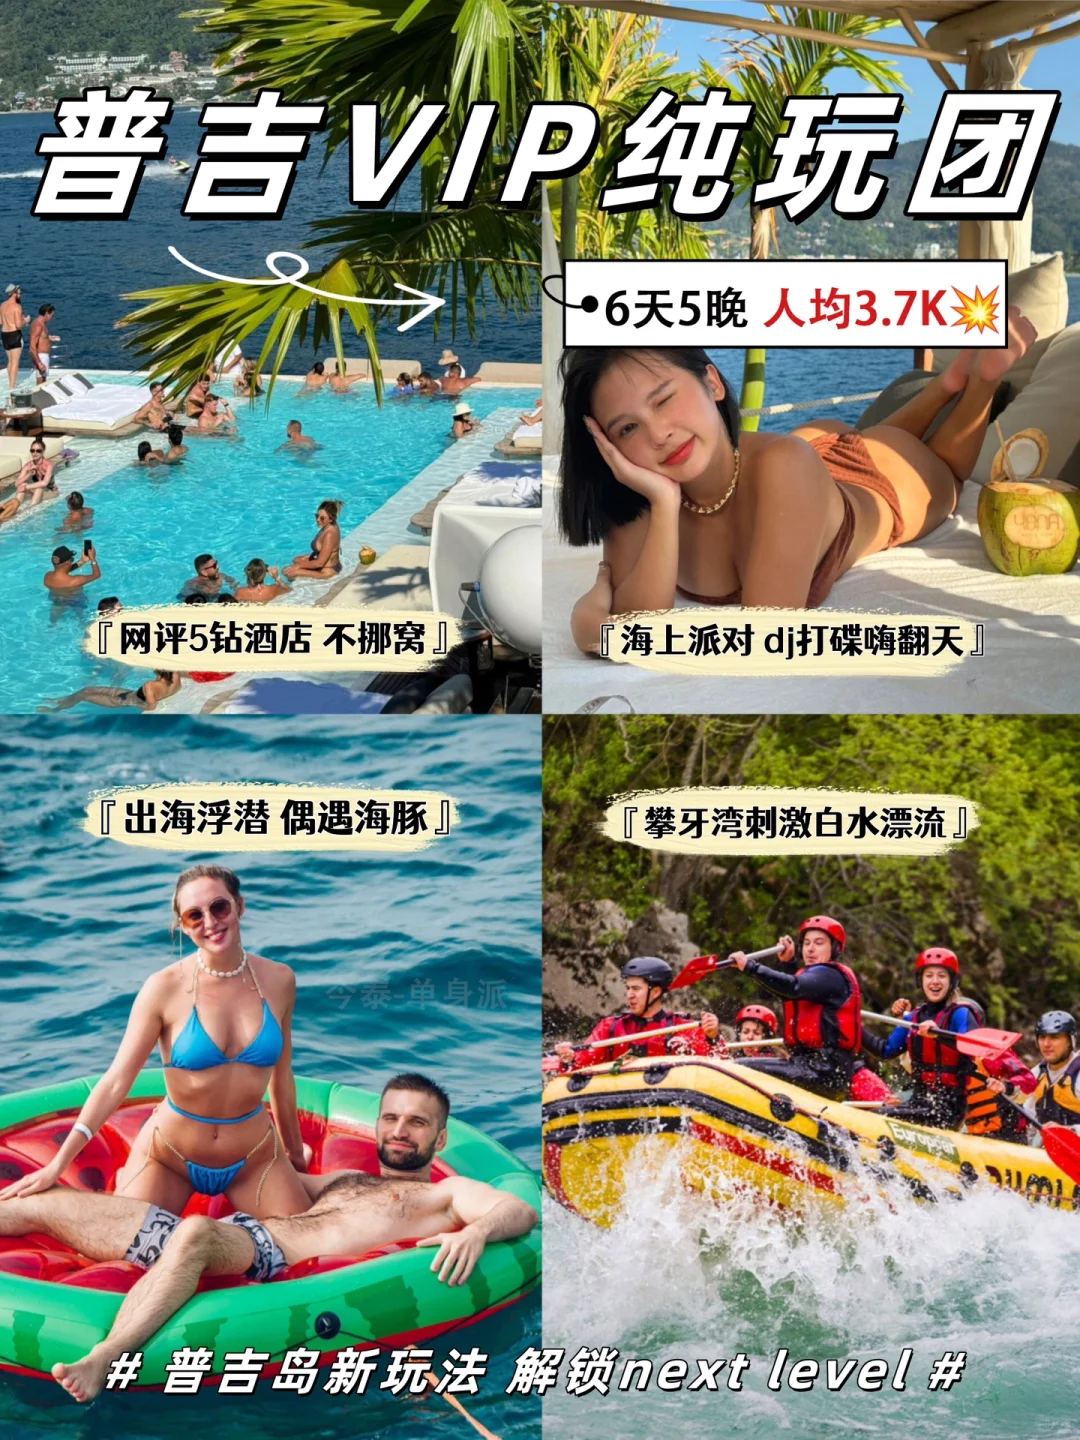 普吉VIP纯玩团
6天5晚 人均3.7K💥
『网评5钻酒店 不挪窝』
『海上派对 dj打碟嗨翻天』
YONA
『出海浮潜 偶遇海豚』
『攀牙湾刺激白水漂流』
今泰-单身派
# 普吉岛新玩法 解锁next level #